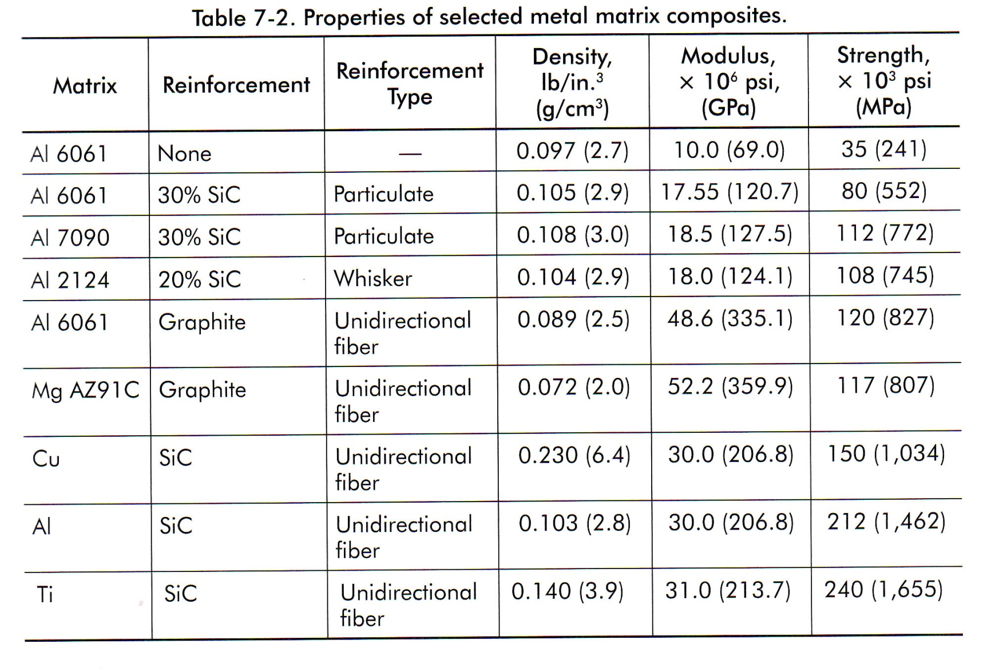 Table 7-2. Properties of selected metal matrix composites.
Matrix Reinforcement Reinforcement Type Density, lb/in.³ (g/cm³) Modulus, × 10⁶ psi, (GPa) Strength, × 10³ psi (MPa)
Al 6061 None — 0.097 (2.7) 10.0 (69.0) 35 (241)
Al 6061 30% SiC Particulate 0.105 (2.9) 17.55 (120.7) 80 (552)
Al 7090 30% SiC Particulate 0.108 (3.0) 18.5 (127.5) 112 (772)
Al 2124 20% SiC Whisker 0.104 (2.9) 18.0 (124.1) 108 (745)
Al 6061 Graphite Unidirectional fiber 0.089 (2.5) 48.6 (335.1) 120 (827)
Mg AZ91C Graphite Unidirectional fiber 0.072 (2.0) 52.2 (359.9) 117 (807)
Cu SiC Unidirectional fiber 0.230 (6.4) 30.0 (206.8) 150 (1,034)
Al SiC Unidirectional fiber 0.103 (2.8) 30.0 (206.8) 212 (1,462)
Ti SiC Unidirectional fiber 0.140 (3.9) 31.0 (213.7) 240 (1,655)